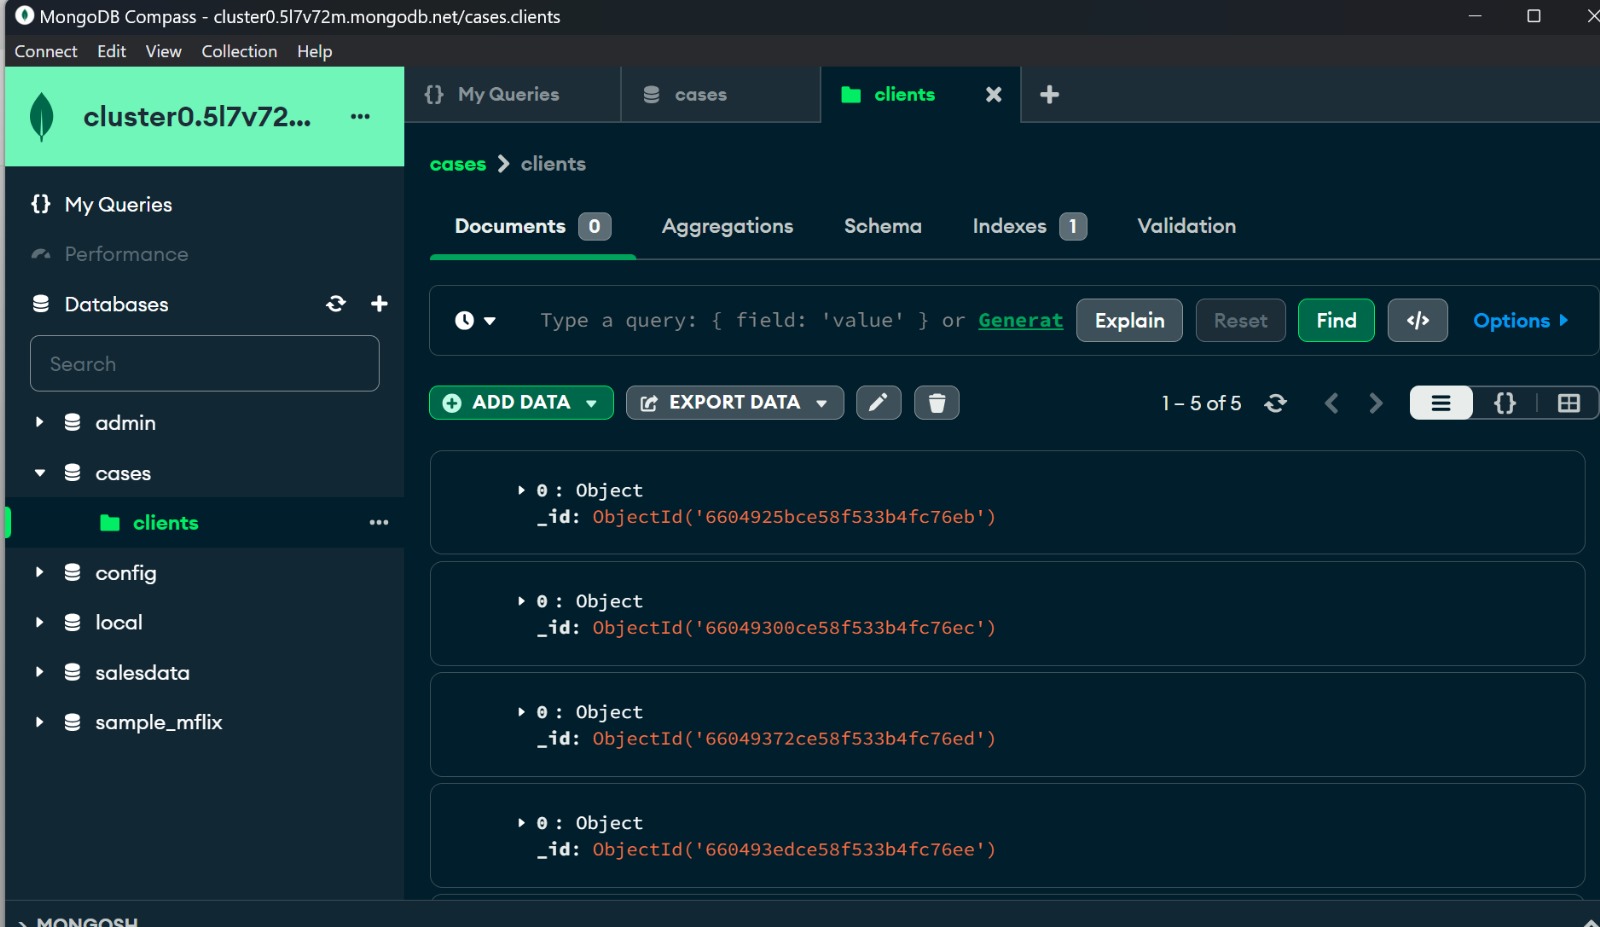 MongoDB Compass - cluster0.5l7v72m.mongodb.net/cases.clients
Connect Edit View Collection Help
cluster0.5l7v72... ...
{} My Queries
Performance
Databases
Search
admin
cases
clients ...
config
local
salesdata
sample_mflix
{} My Queries cases clients
cases > clients
Documents 0 Aggregations Schema Indexes 1 Validation
Type a query: { field: 'value' } or Generat Explain Reset Find </> Options
ADD DATA EXPORT DATA 1 – 5 of 5 {}
0 : Object
_id: ObjectId('6604925bce58f533b4fc76eb')
0 : Object
_id: ObjectId('66049300ce58f533b4fc76ec')
0 : Object
_id: ObjectId('66049372ce58f533b4fc76ed')
0 : Object
_id: ObjectId('660493edce58f533b4fc76ee')
>_MONGOSH